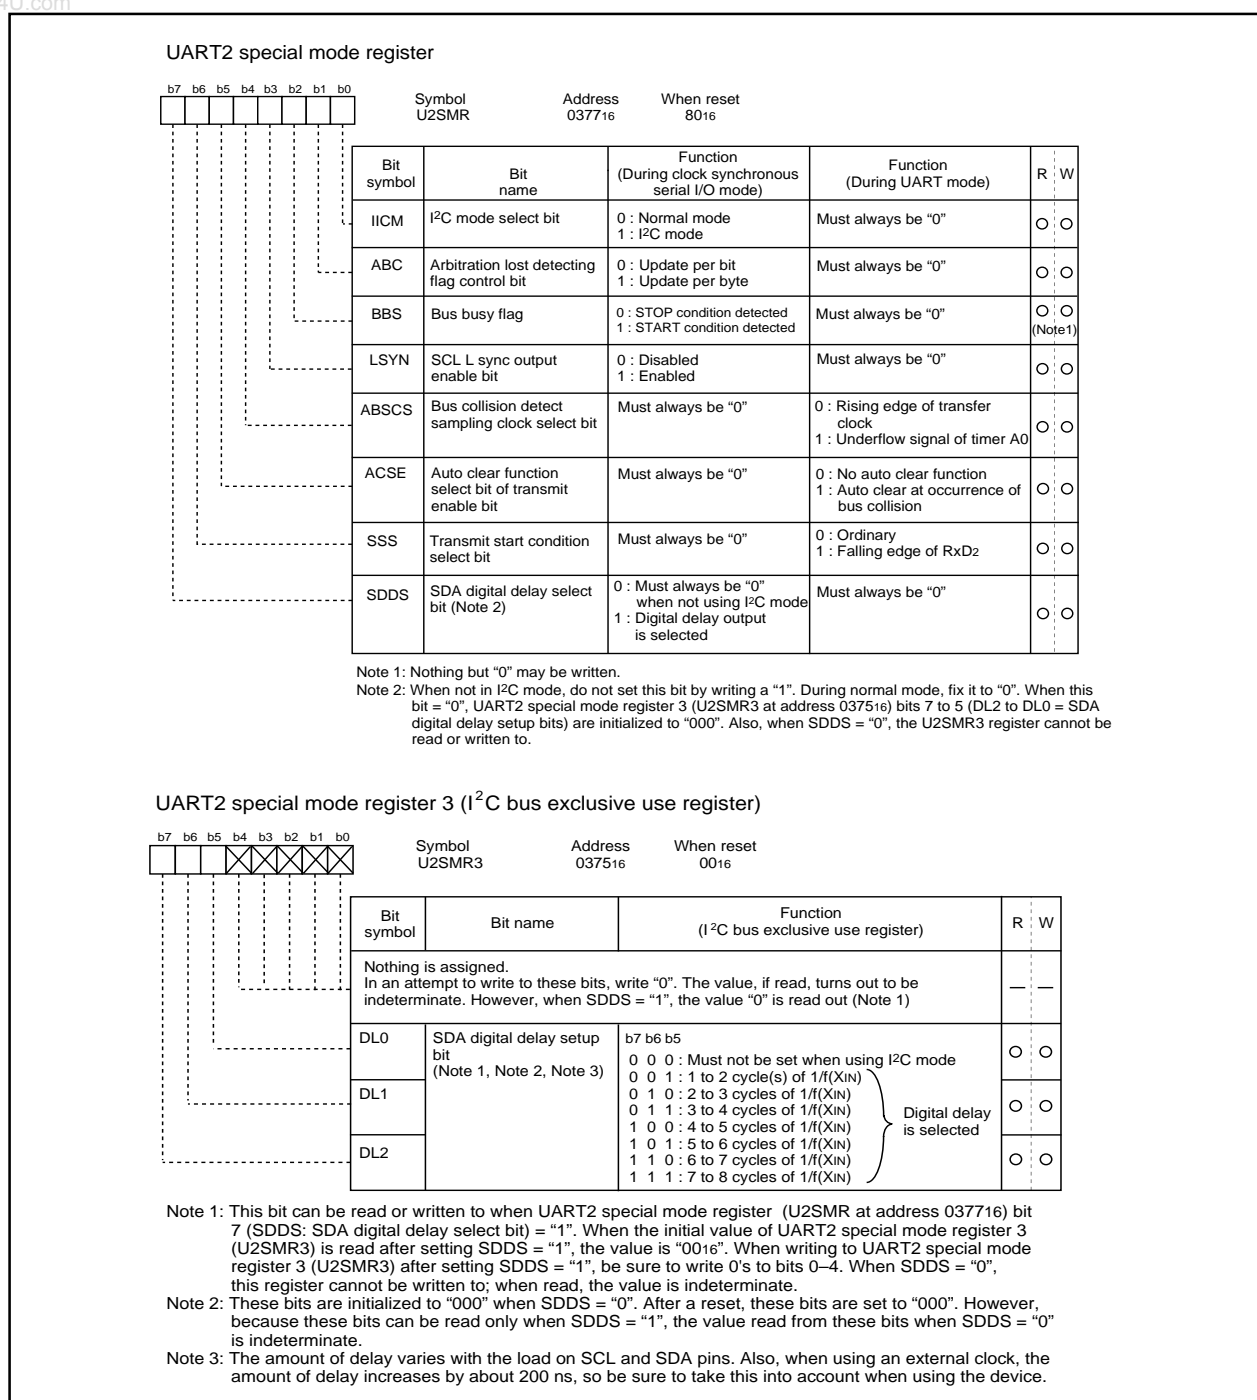 4U.com
UART2 special mode register
b7 b6 b5 b4 b3 b2 b1 b0
Symbol Address When reset
U2SMR 037716 8016
Bit symbol Bit name Function (During clock synchronous serial I/O mode) Function (During UART mode) R W
IICM I2C mode select bit 0 : Normal mode Must always be “0”
1 : I2C mode
ABC Arbitration lost detecting 0 : Update per bit Must always be “0”
flag control bit 1 : Update per byte
BBS Bus busy flag 0 : STOP condition detected Must always be “0”
1 : START condition detected (Note1)
LSYN SCL L sync output 0 : Disabled Must always be “0”
enable bit 1 : Enabled
ABSCS Bus collision detect Must always be “0” 0 : Rising edge of transfer
sampling clock select bit clock
1 : Underflow signal of timer A0
ACSE Auto clear function Must always be “0” 0 : No auto clear function
select bit of transmit 1 : Auto clear at occurrence of
enable bit bus collision
SSS Transmit start condition Must always be “0” 0 : Ordinary
select bit 1 : Falling edge of RxD2
SDDS SDA digital delay select 0 : Must always be “0” Must always be “0”
bit (Note 2) when not using I2C mode
1 : Digital delay output
is selected
Note 1: Nothing but “0” may be written.
Note 2: When not in I2C mode, do not set this bit by writing a “1”. During normal mode, fix it to “0”. When this
bit = “0”, UART2 special mode register 3 (U2SMR3 at address 037516) bits 7 to 5 (DL2 to DL0 = SDA
digital delay setup bits) are initialized to “000”. Also, when SDDS = “0”, the U2SMR3 register cannot be
read or written to.
UART2 special mode register 3 (I2C bus exclusive use register)
b7 b6 b5 b4 b3 b2 b1 b0
Symbol Address When reset
U2SMR3 037516 0016
Bit symbol Bit name Function (I2C bus exclusive use register) R W
Nothing is assigned.
In an attempt to write to these bits, write “0”. The value, if read, turns out to be
indeterminate. However, when SDDS = “1”, the value “0” is read out (Note 1) — —
DL0 SDA digital delay setup b7 b6 b5
bit
(Note 1, Note 2, Note 3)
0 0 0 : Must not be set when using I2C mode
0 0 1 : 1 to 2 cycle(s) of 1/f(XIN)
DL1 0 1 0 : 2 to 3 cycles of 1/f(XIN)
0 1 1 : 3 to 4 cycles of 1/f(XIN) Digital delay
1 0 0 : 4 to 5 cycles of 1/f(XIN) is selected
1 0 1 : 5 to 6 cycles of 1/f(XIN)
DL2 1 1 0 : 6 to 7 cycles of 1/f(XIN)
1 1 1 : 7 to 8 cycles of 1/f(XIN)
Note 1: This bit can be read or written to when UART2 special mode register (U2SMR at address 037716) bit
7 (SDDS: SDA digital delay select bit) = “1”. When the initial value of UART2 special mode register 3
(U2SMR3) is read after setting SDDS = “1”, the value is “0016”. When writing to UART2 special mode
register 3 (U2SMR3) after setting SDDS = “1”, be sure to write 0's to bits 0–4. When SDDS = “0”,
this register cannot be written to; when read, the value is indeterminate.
Note 2: These bits are initialized to “000” when SDDS = “0”. After a reset, these bits are set to “000”. However,
because these bits can be read only when SDDS = “1”, the value read from these bits when SDDS = “0”
is indeterminate.
Note 3: The amount of delay varies with the load on SCL and SDA pins. Also, when using an external clock, the
amount of delay increases by about 200 ns, so be sure to take this into account when using the device.